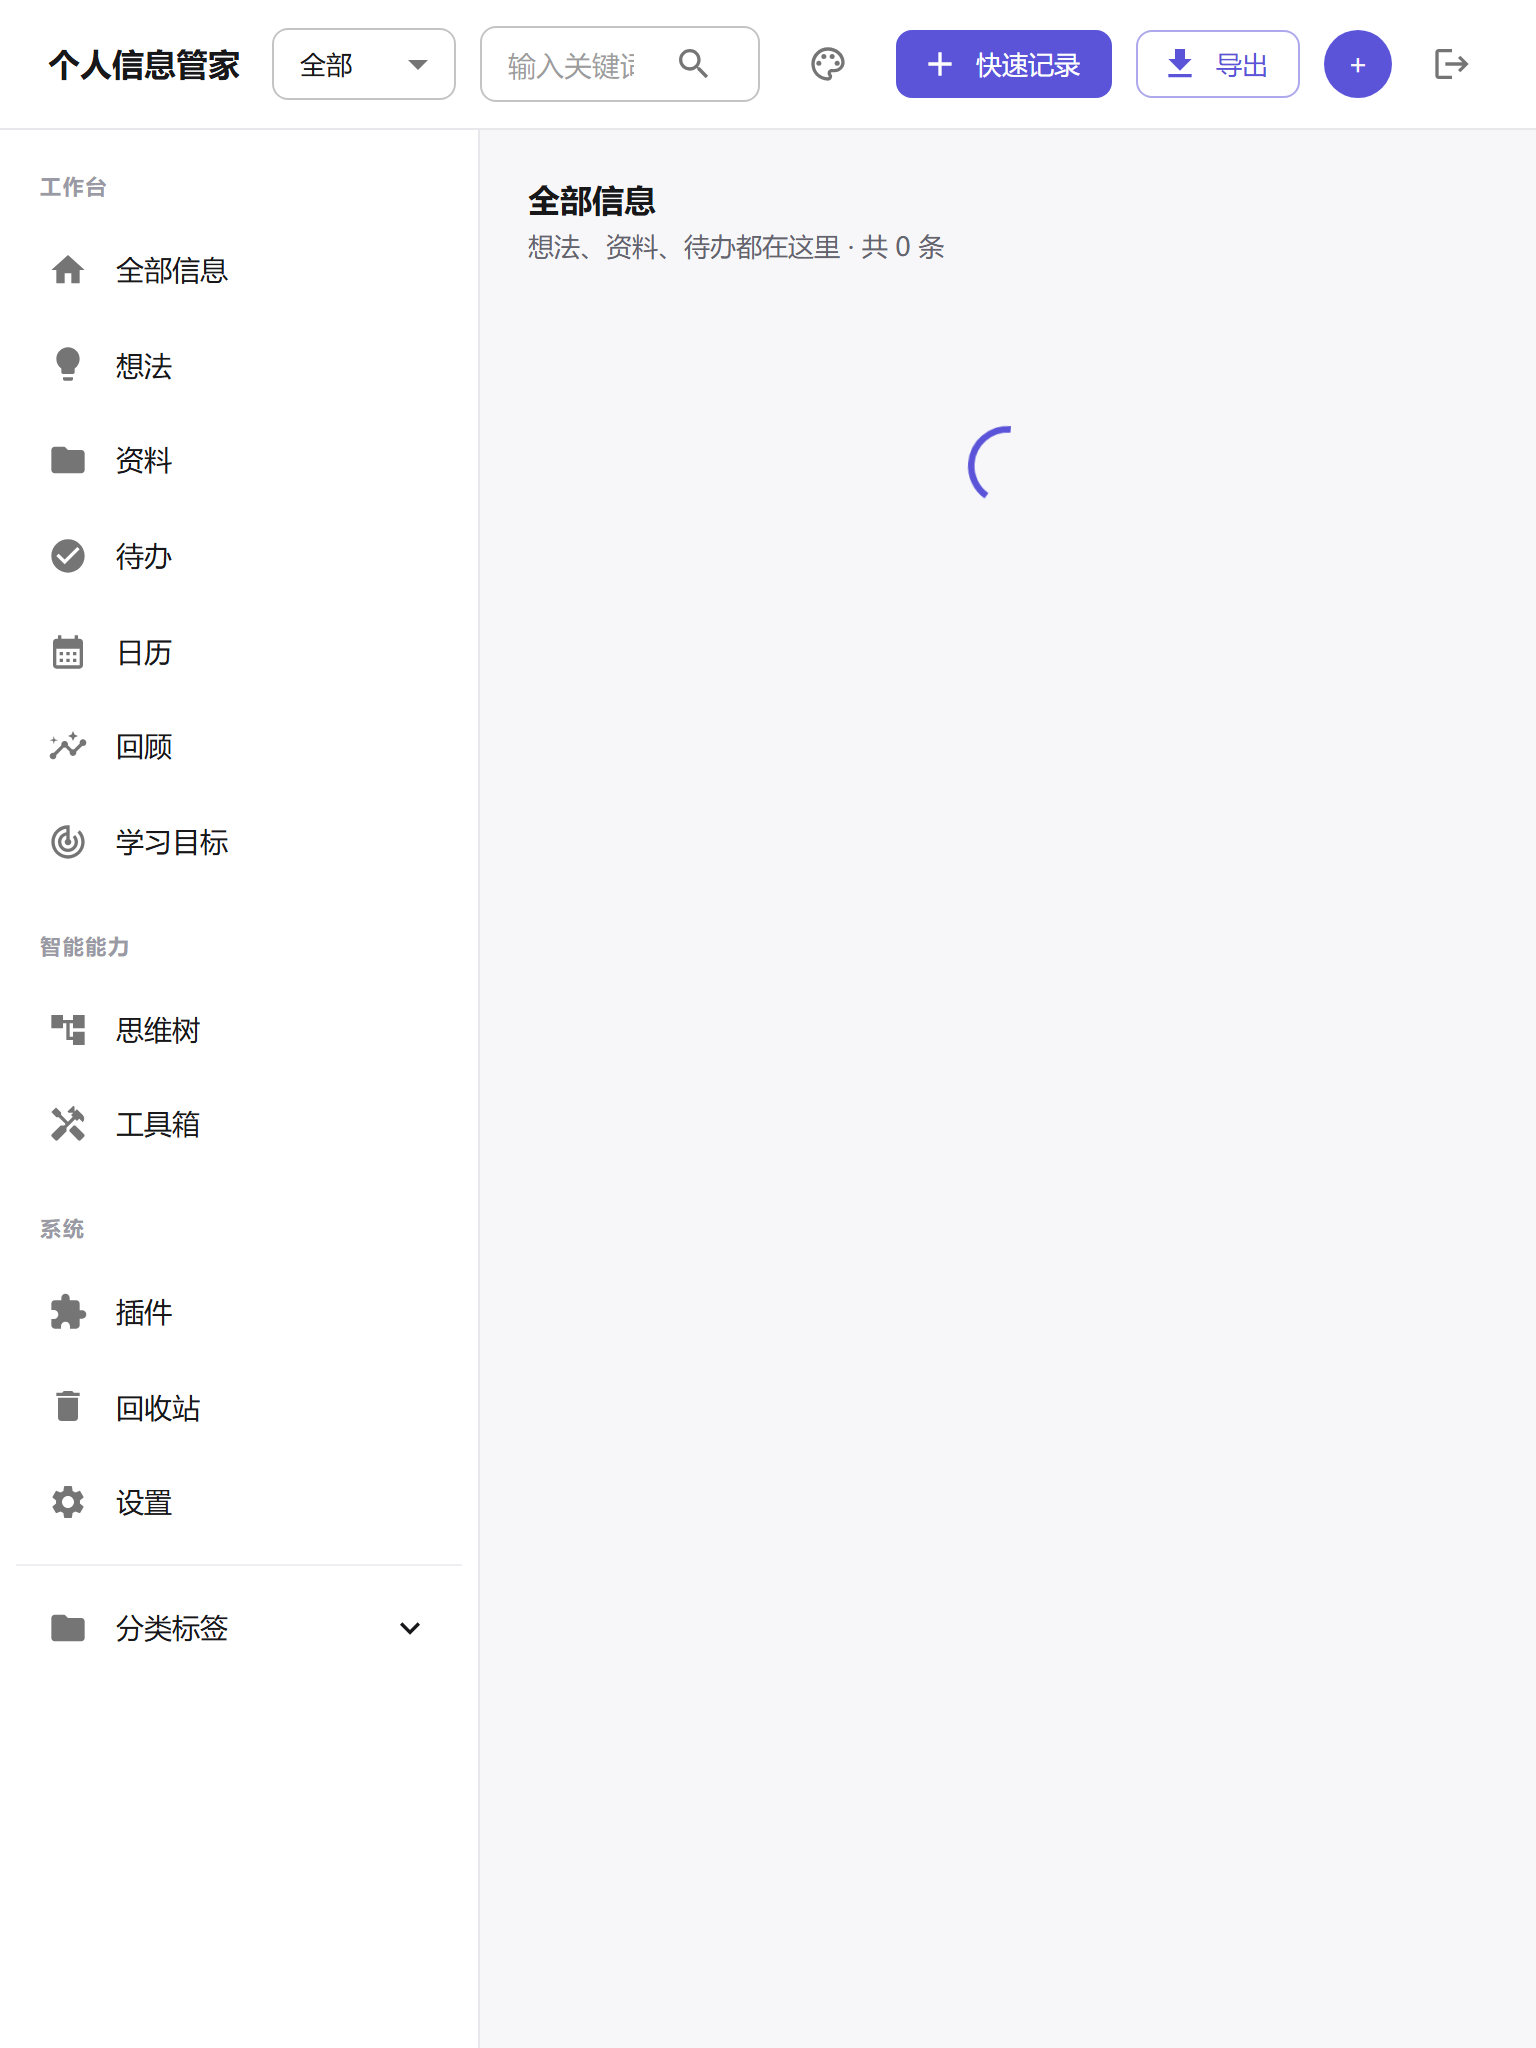 个人信息管家
全部
输入关键
快速记录
导出
+
工作台
全部信息
想法
资料
待办
日历
回顾
学习目标
智能能力
思维树
工具箱
系统
插件
回收站
设置
分类标签
全部信息
想法、资料、待办都在这里 · 共 0 条